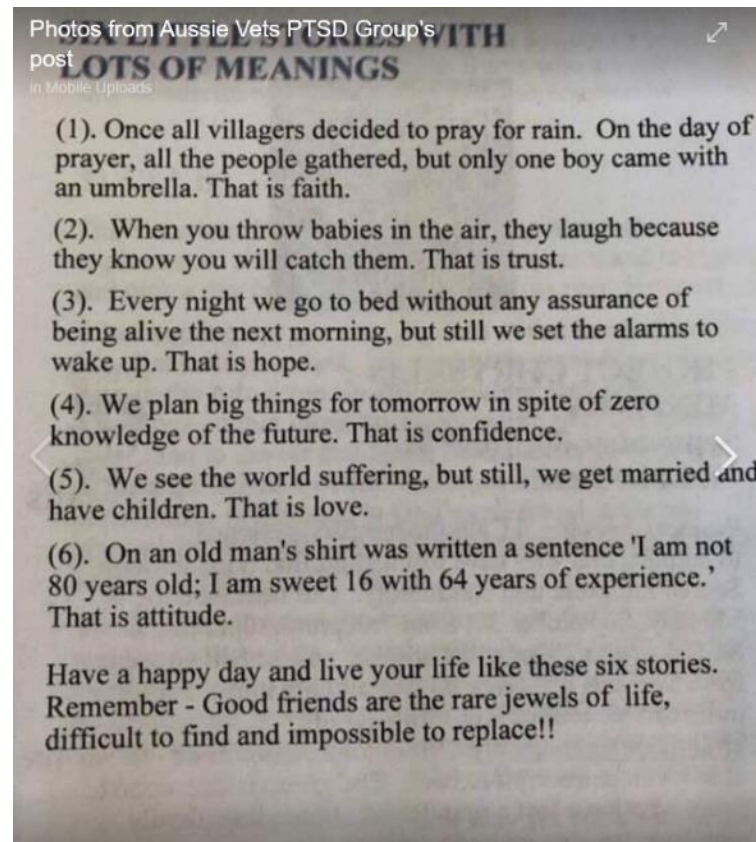 Photos from Aussie Vets PTSD Group's
post
in Mobile Uploads
SIX LITTLE STORIES WITH
LOTS OF MEANINGS
(1). Once all villagers decided to pray for rain. On the day of
prayer, all the people gathered, but only one boy came with
an umbrella. That is faith.
(2). When you throw babies in the air, they laugh because
they know you will catch them. That is trust.
(3). Every night we go to bed without any assurance of
being alive the next morning, but still we set the alarms to
wake up. That is hope.
(4). We plan big things for tomorrow in spite of zero
knowledge of the future. That is confidence.
(5). We see the world suffering, but still, we get married and
have children. That is love.
(6). On an old man's shirt was written a sentence 'I am not
80 years old; I am sweet 16 with 64 years of experience.’
That is attitude.
Have a happy day and live your life like these six stories.
Remember - Good friends are the rare jewels of life,
difficult to find and impossible to replace!!